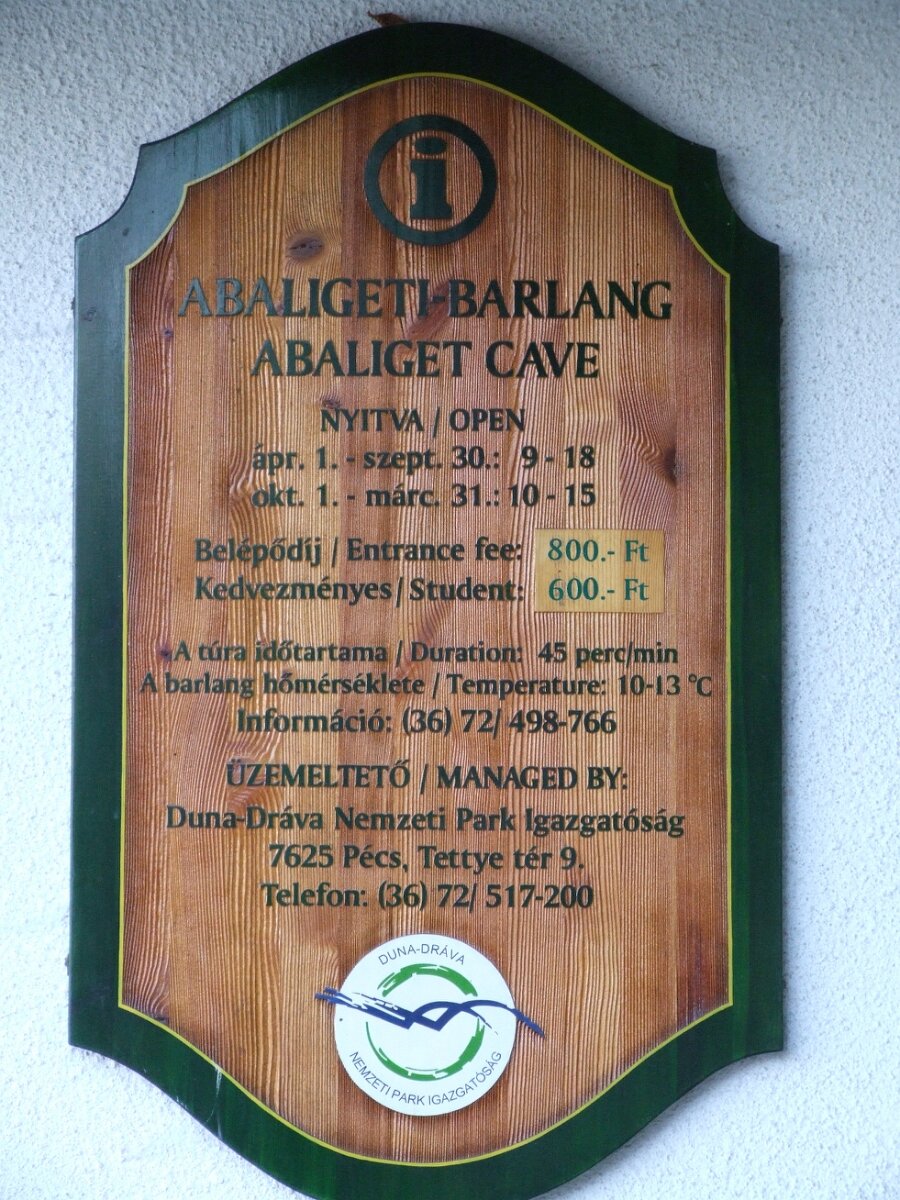 i
ABALIGETI-BARLANG
ABALIGET CAVE
NYITVA / OPEN
ápr. 1. - szept. 30.: 9 - 18
okt. 1. - márc. 31.: 10 - 15
Belépődíj / Entrance fee: 800.- Ft
Kedvezményes / Student: 600.- Ft
A túra időtartama / Duration: 45 perc/min
A barlang hőmérséklete / Temperature: 10-13 °C
Információ: (36) 72/ 498-766
ÜZEMELTETŐ / MANAGED BY:
Duna-Dráva Nemzeti Park Igazgatóság
7625 Pécs, Tettye tér 9.
Telefon: (36) 72/ 517-200
DUNA-DRÁVA
NEMZETI PARK IGAZGATÓSÁG